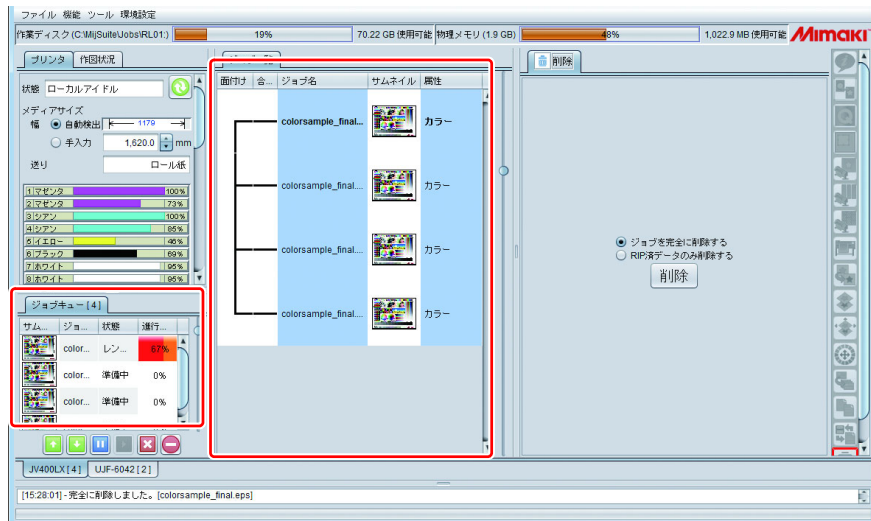 ファイル 機能 ツール 環境設定
作業ディスク (C:\MijSuite\Jobs\RL01:) 19% 70.22 GB 使用可能 物理メモリ (1.9 GB) 48% 1,022.9 MB 使用可能 Mimaki
プリンタ 作図状況
削除
状態 ローカルアイドル
メディアサイズ
幅 自動検出 1179
手入力 1,620.0 mm
送り ロール紙
1 マゼンタ 100%
2 マゼンタ 73%
3 シアン 100%
4 シアン 85%
5 イエロー 46%
6 ブラック 69%
7 ホワイト 95%
8 ホワイト 95%
ジョブキュー [4]
サム... ジョ... 状態 進行...
color... レン... 67%
color... 準備中 0%
color... 準備中 0%
面付け 合... ジョブ名 サムネイル 属性
colorsample_final... カラー
colorsample_final.... カラー
colorsample_final.... カラー
colorsample_final.... カラー
ジョブを完全に削除する
RIP済データのみ削除する
削除
JV400LX [ 4 ] UJF-6042 [ 2 ]
[15:28:01] - 完全に削除しました。[colorsample_final.eps]